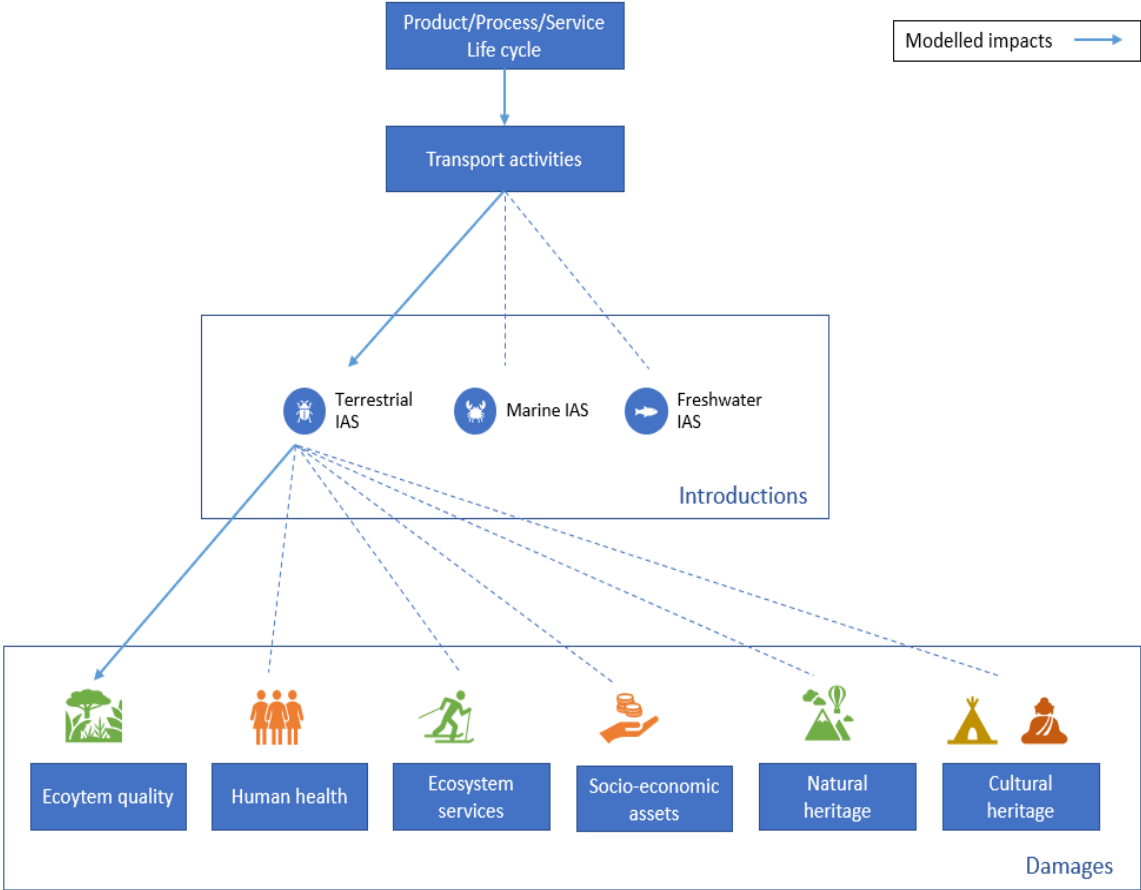 Product/Process/Service
Life cycle
Modelled impacts
Transport activities
Terrestrial
IAS
Marine IAS
Freshwater
IAS
Introductions
Ecoytem quality
Human health
Ecosystem
services
Socio-economic
assets
Natural
heritage
Cultural
heritage
Damages